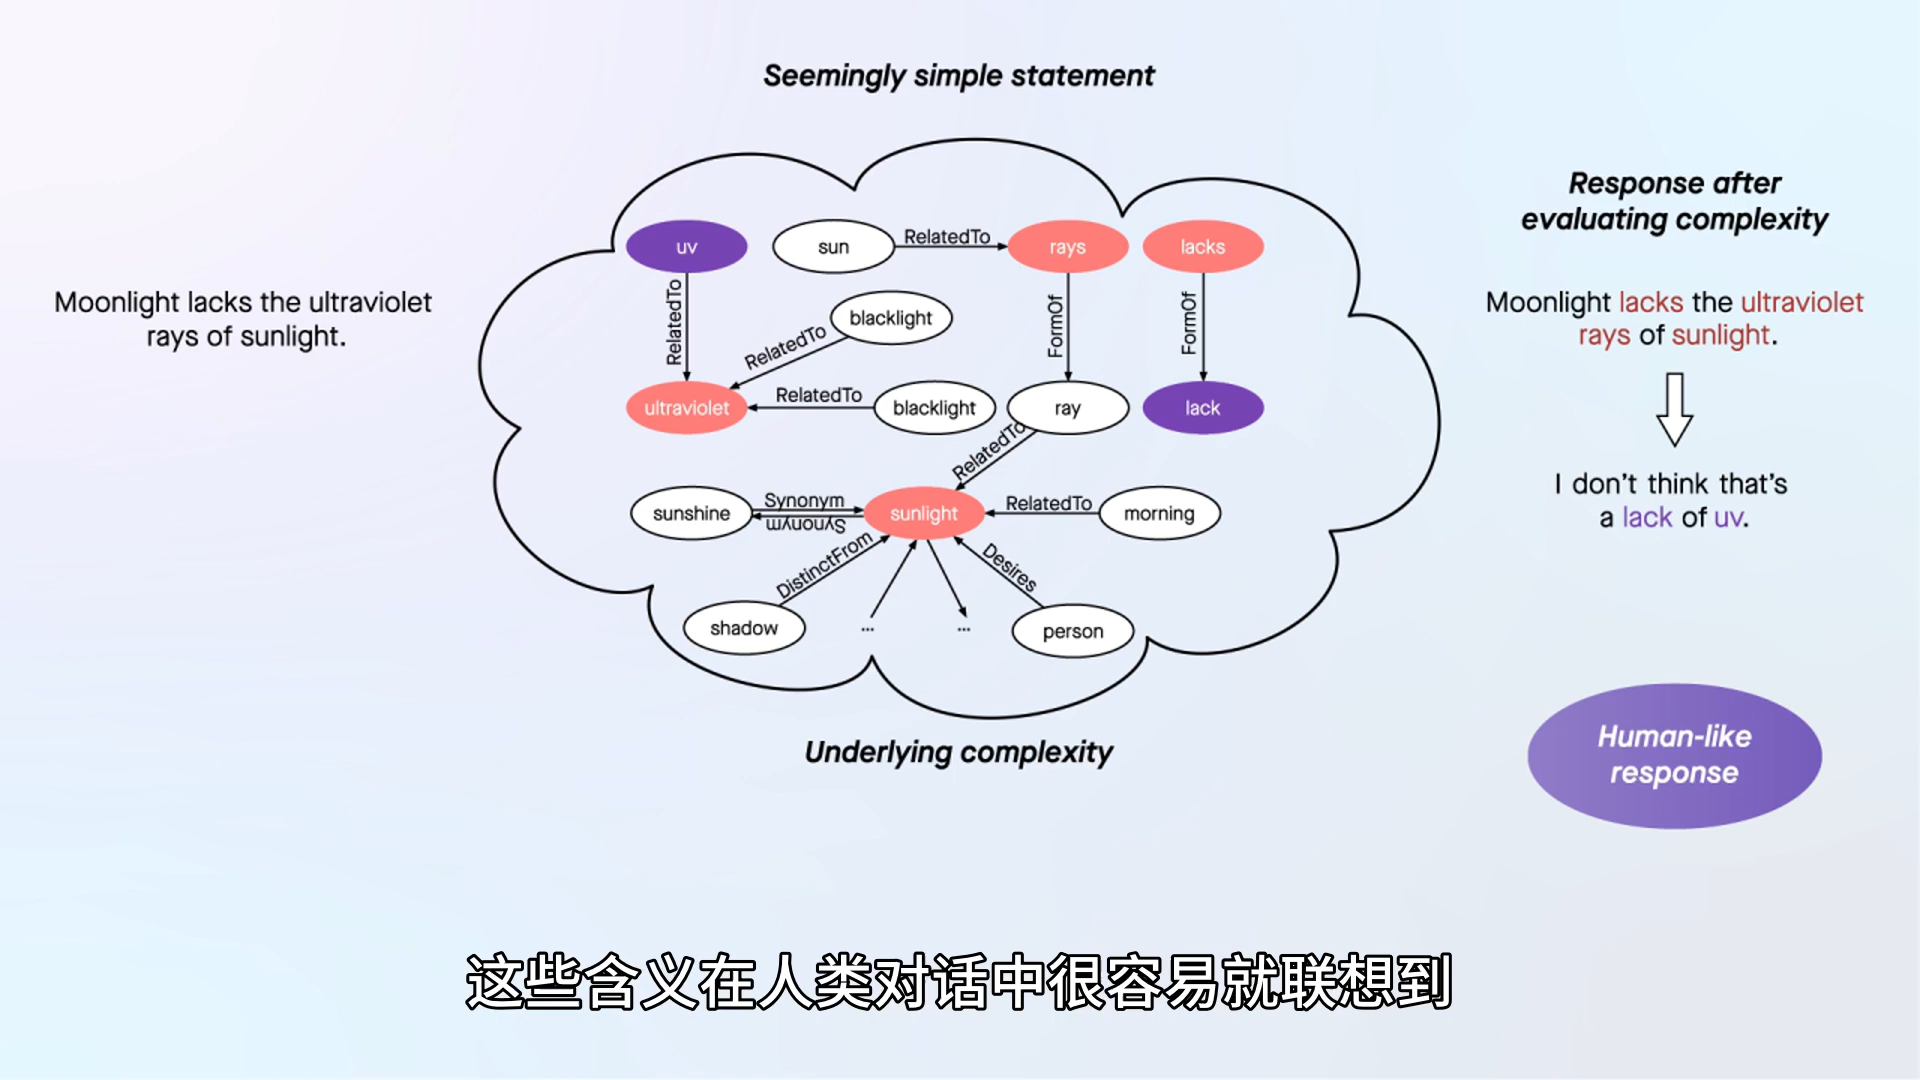 Seemingly simple statement
Moonlight lacks the ultraviolet
rays of sunlight.
uv
sun
RelatedTo
rays
lacks
RelatedTo
blacklight
RelatedTo
FormOf
FormOf
ultraviolet
RelatedTo
blacklight
ray
lack
RelatedTo
sunshine
Synonym
Synonym
sunlight
RelatedTo
morning
DistinctFrom
Desires
shadow
...
...
person
Underlying complexity
Response after
evaluating complexity
Moonlight lacks the ultraviolet
rays of sunlight.
I don't think that's
a lack of uv.
Human-like
response
这些含义在人类对话中很容易就联想到